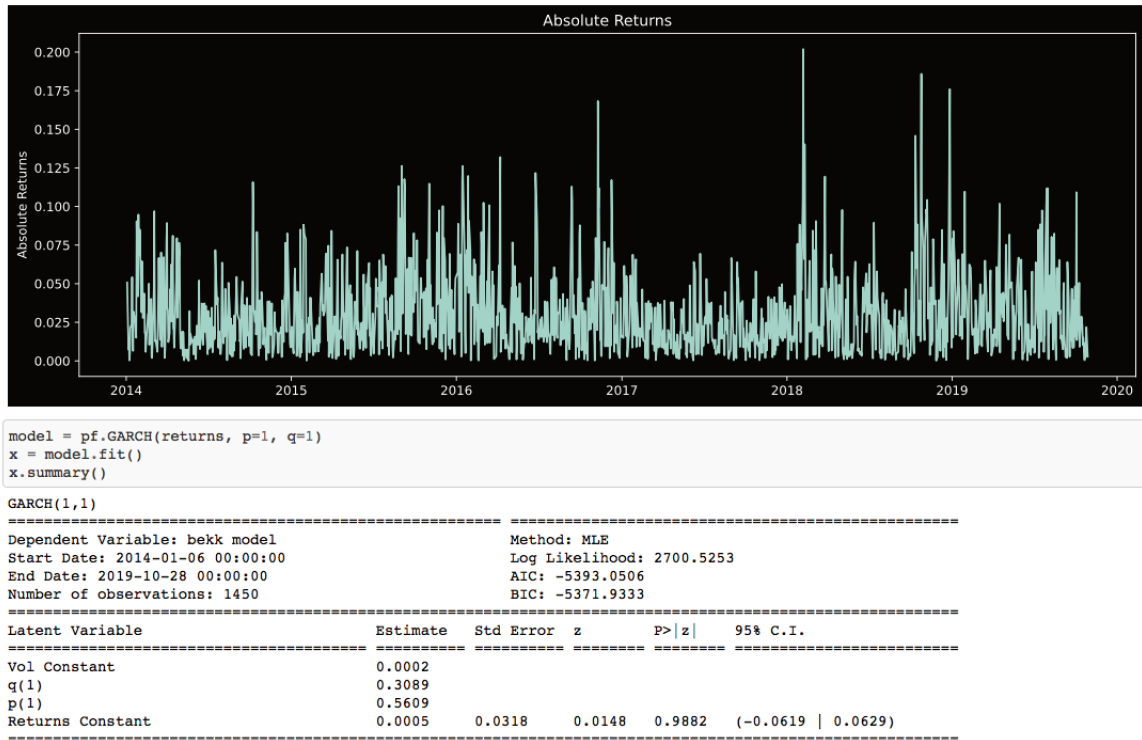 Absolute Returns
0.200
0.175
0.150
0.125
0.100
0.075
0.050
0.025
0.000
Absolute Returns
2014 2015 2016 2017 2018 2019 2020
model = pf.GARCH(returns, p=1, q=1)
x = model.fit()
x.summary()
GARCH(1,1)
======================================================= ==================================================
Dependent Variable: bekk model Method: MLE
Start Date: 2014-01-06 00:00:00 Log Likelihood: 2700.5253
End Date: 2019-10-28 00:00:00 AIC: -5393.0506
Number of observations: 1450 BIC: -5371.9333
==========================================================================================================
Latent Variable Estimate Std Error z P>|z| 95% C.I.
======================================== ========== ========== ======== ======== =========================
Vol Constant 0.0002
q(1) 0.3089
p(1) 0.5609
Returns Constant 0.0005 0.0318 0.0148 0.9882 (-0.0619 | 0.0629)
==========================================================================================================